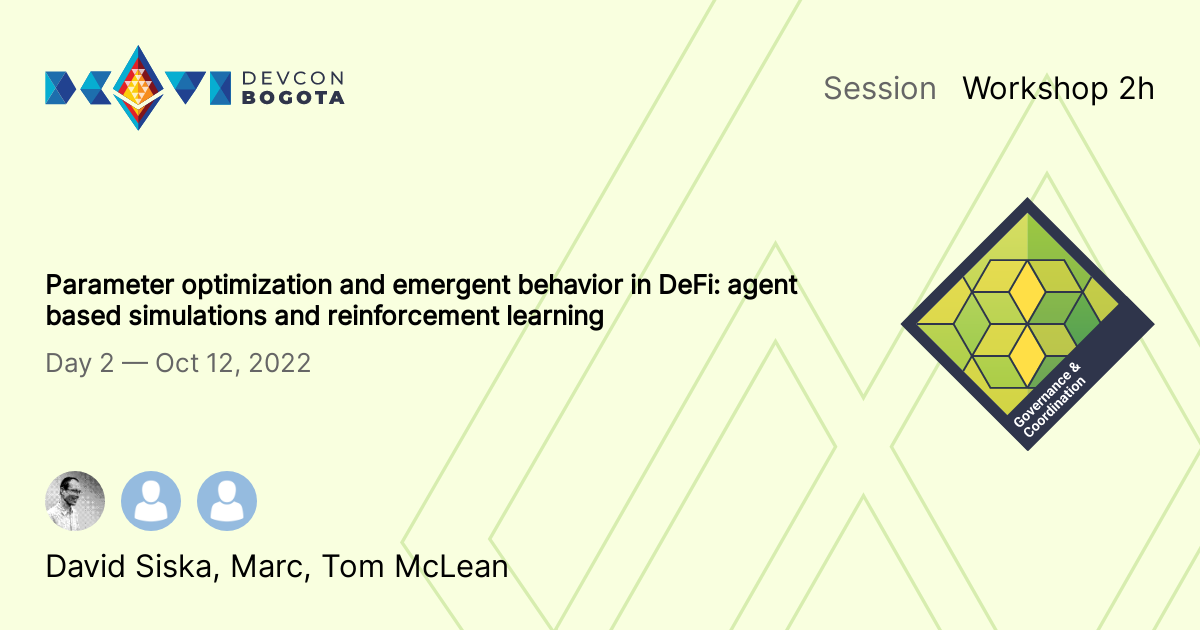 DEVCON
BOGOTA
Session Workshop 2h
Parameter optimization and emergent behavior in DeFi: agent
based simulations and reinforcement learning
Day 2 — Oct 12, 2022
Governance &
Coordination
David Siska, Marc, Tom McLean